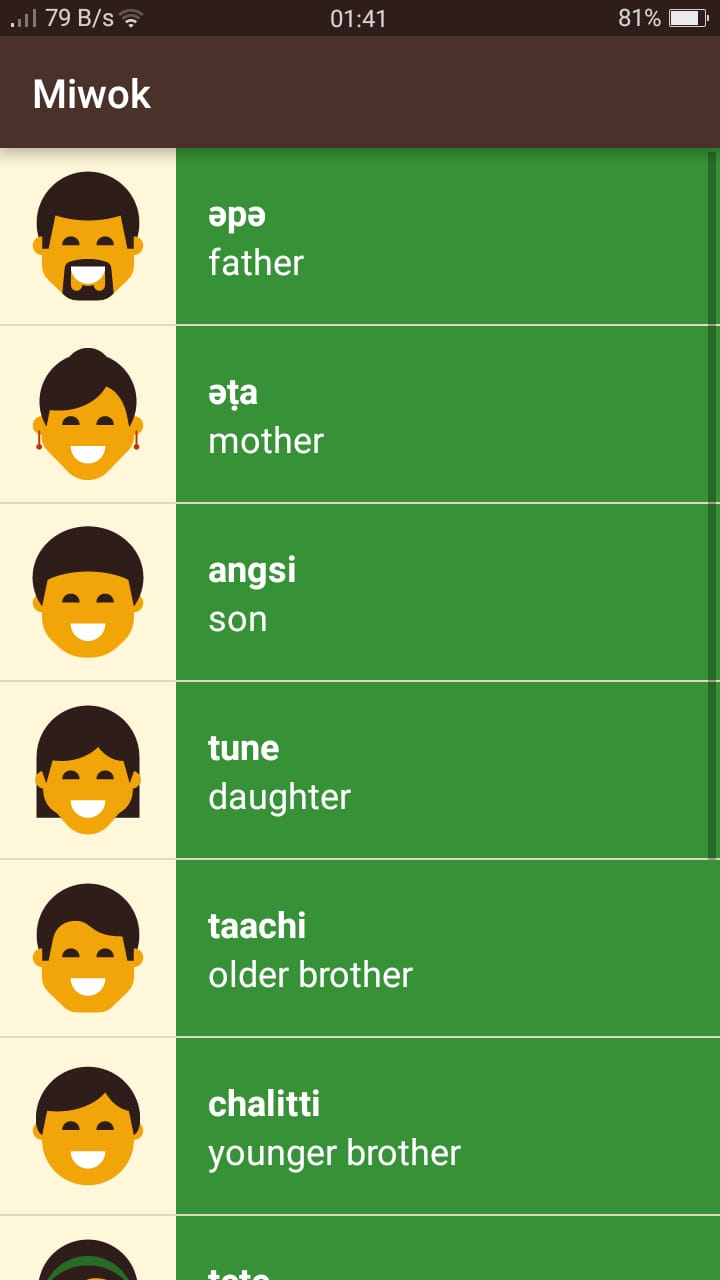 79 B/s 01:41 81%
Miwok
əpə
father
əṭa
mother
angsi
son
tune
daughter
taachi
older brother
chalitti
younger brother